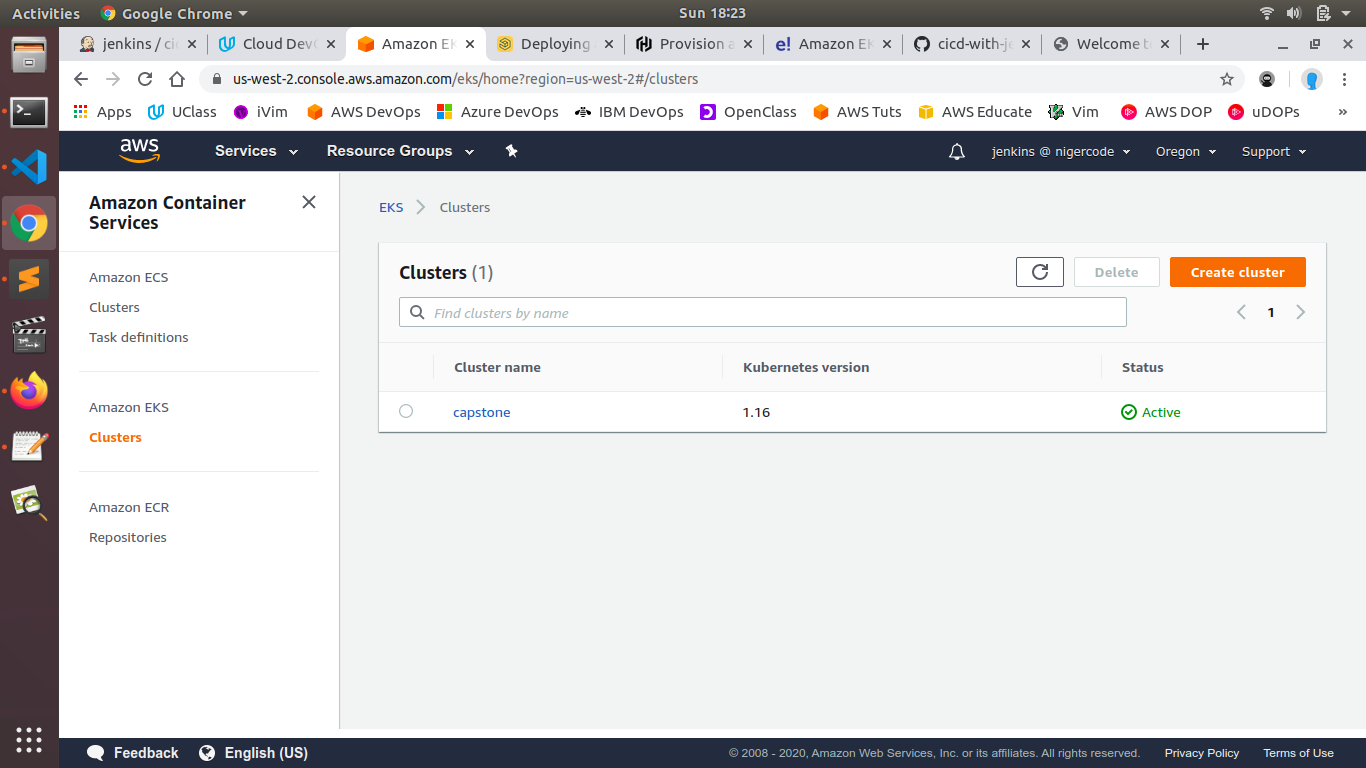 Activities Google Chrome Sun 18:23
jenkins / cic Cloud DevO Amazon EK Deploying Provision a Amazon EK cicd-with-je Welcome to
us-west-2.console.aws.amazon.com/eks/home?region=us-west-2#/clusters
Apps UClass iVim AWS DevOps Azure DevOps IBM DevOps OpenClass AWS Tuts AWS Educate Vim AWS DOP uDOPs »
aws Services Resource Groups jenkins @ nigercode Oregon Support
Amazon Container
Services
Amazon ECS
Clusters
Task definitions
Amazon EKS
Clusters
Amazon ECR
Repositories
EKS Clusters
Clusters (1) Delete Create cluster
Find clusters by name 1
Cluster name Kubernetes version Status
capstone 1.16 Active
Feedback English (US) © 2008 - 2020, Amazon Web Services, Inc. or its affiliates. All rights reserved. Privacy Policy Terms of Use